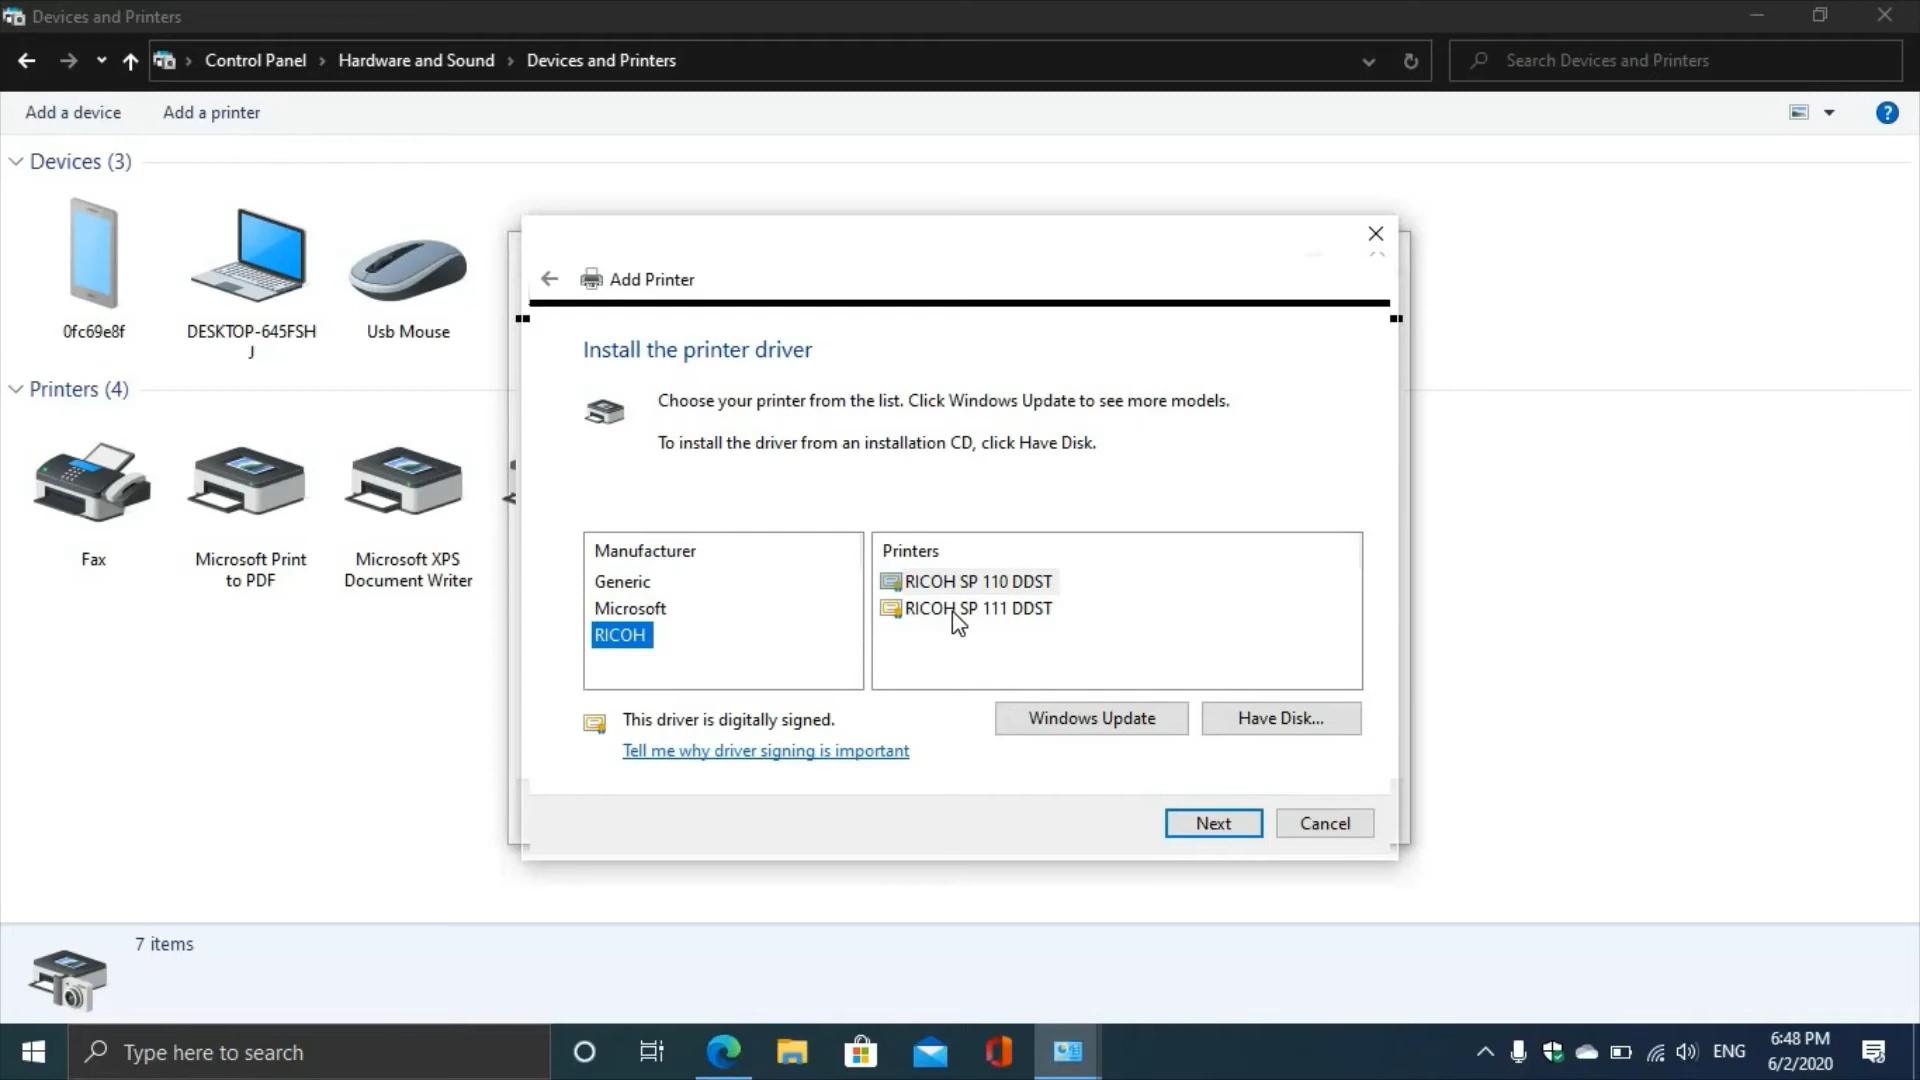 Devices and Printers
Control Panel > Hardware and Sound > Devices and Printers
Search Devices and Printers
Add a device
Add a printer
?
Devices (3)
0fc69e8f
DESKTOP-645FSH
J
Usb Mouse
Printers (4)
Fax
Microsoft Print
to PDF
Microsoft XPS
Document Writer
Add Printer
Install the printer driver
Choose your printer from the list. Click Windows Update to see more models.
To install the driver from an installation CD, click Have Disk.
Manufacturer
Generic
Microsoft
RICOH
Printers
RICOH SP 110 DDST
RICOH SP 111 DDST
This driver is digitally signed.
Tell me why driver signing is important
Windows Update
Have Disk...
Next
Cancel
7 items
Type here to search
ENG
6:48 PM
6/2/2020